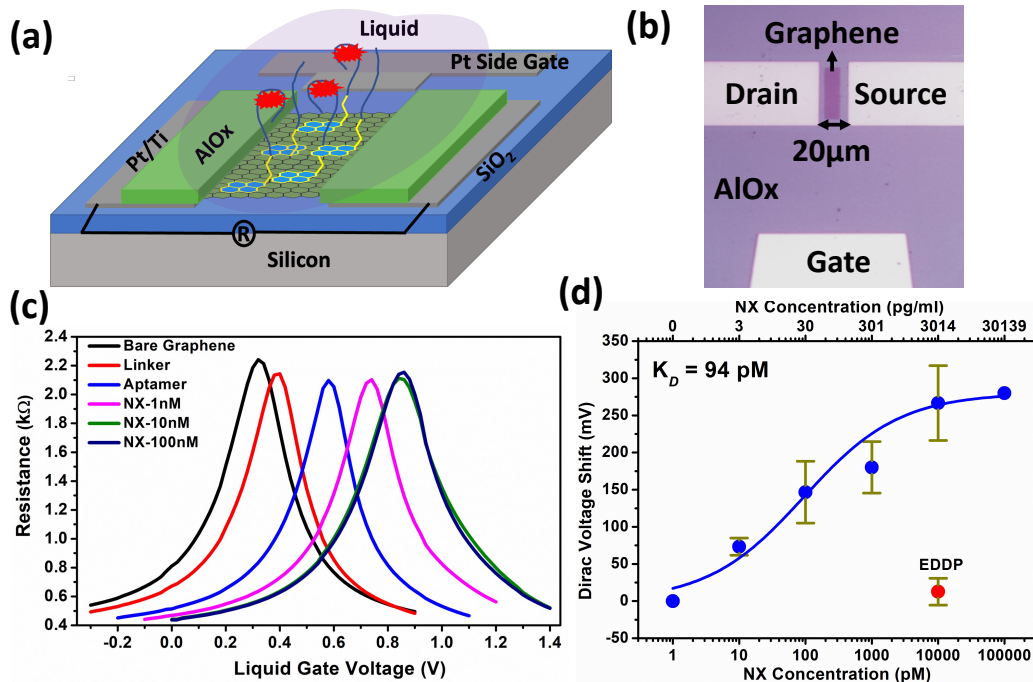 (a)
Liquid
Pt Side Gate
Pt/Ti
AlOx
SiO2
R
Silicon
(b)
Graphene
Drain
Source
20μm
AlOx
Gate
(c)
2.4
2.2
2.0
1.8
1.6
1.4
1.2
1.0
0.8
0.6
0.4
Resistance (kΩ)
Bare Graphene
Linker
Aptamer
NX-1nM
NX-10nM
NX-100nM
-0.2 0.0 0.2 0.4 0.6 0.8 1.0 1.2 1.4
Liquid Gate Voltage (V)
(d)
NX Concentration (pg/ml)
0 3 30 301 3014 30139
KD = 94 pM
350
300
250
200
150
100
50
0
-50
Dirac Voltage Shift (mV)
EDDP
1 10 100 1000 10000 100000
NX Concentration (pM)